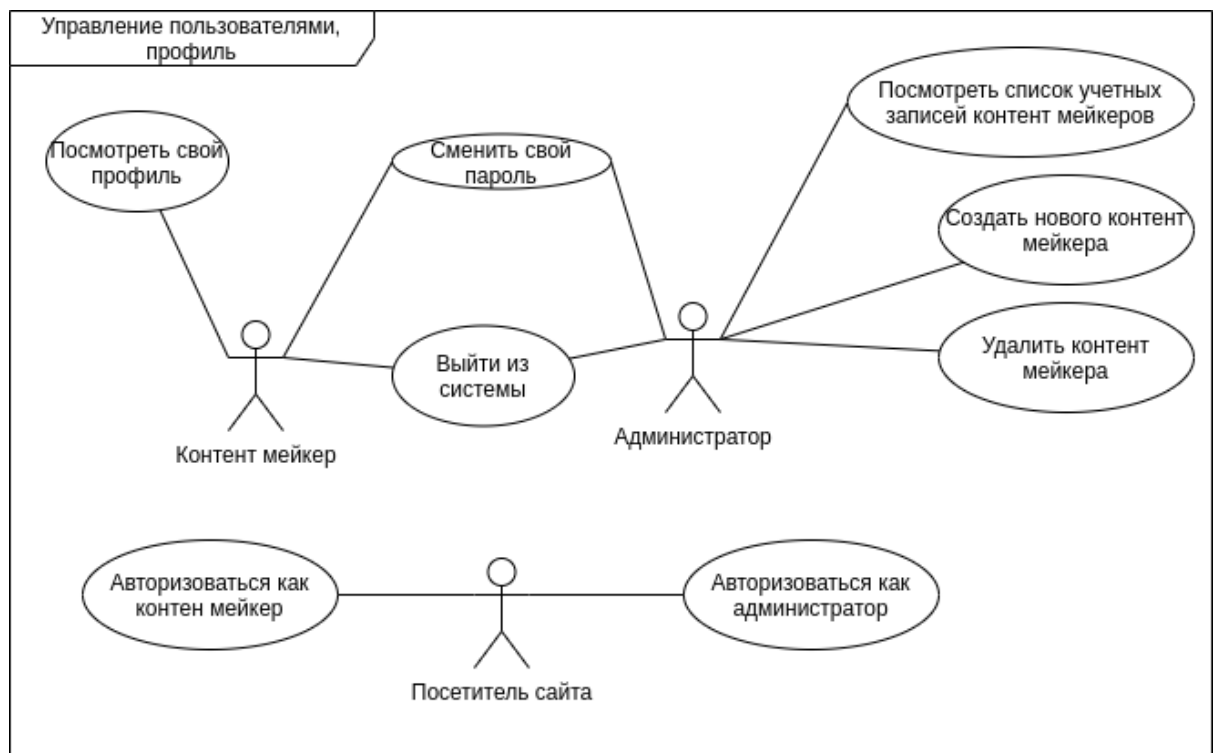 Управление пользователями,
профиль
Посмотреть список учетных
записей контент мейкеров
Посмотреть свой
профиль
Сменить свой
пароль
Создать нового контент
мейкера
Выйти из
системы
Удалить контент
мейкера
Контент мейкер
Администратор
Авторизоваться как
контен мейкер
Авторизоваться как
администратор
Посетитель сайта